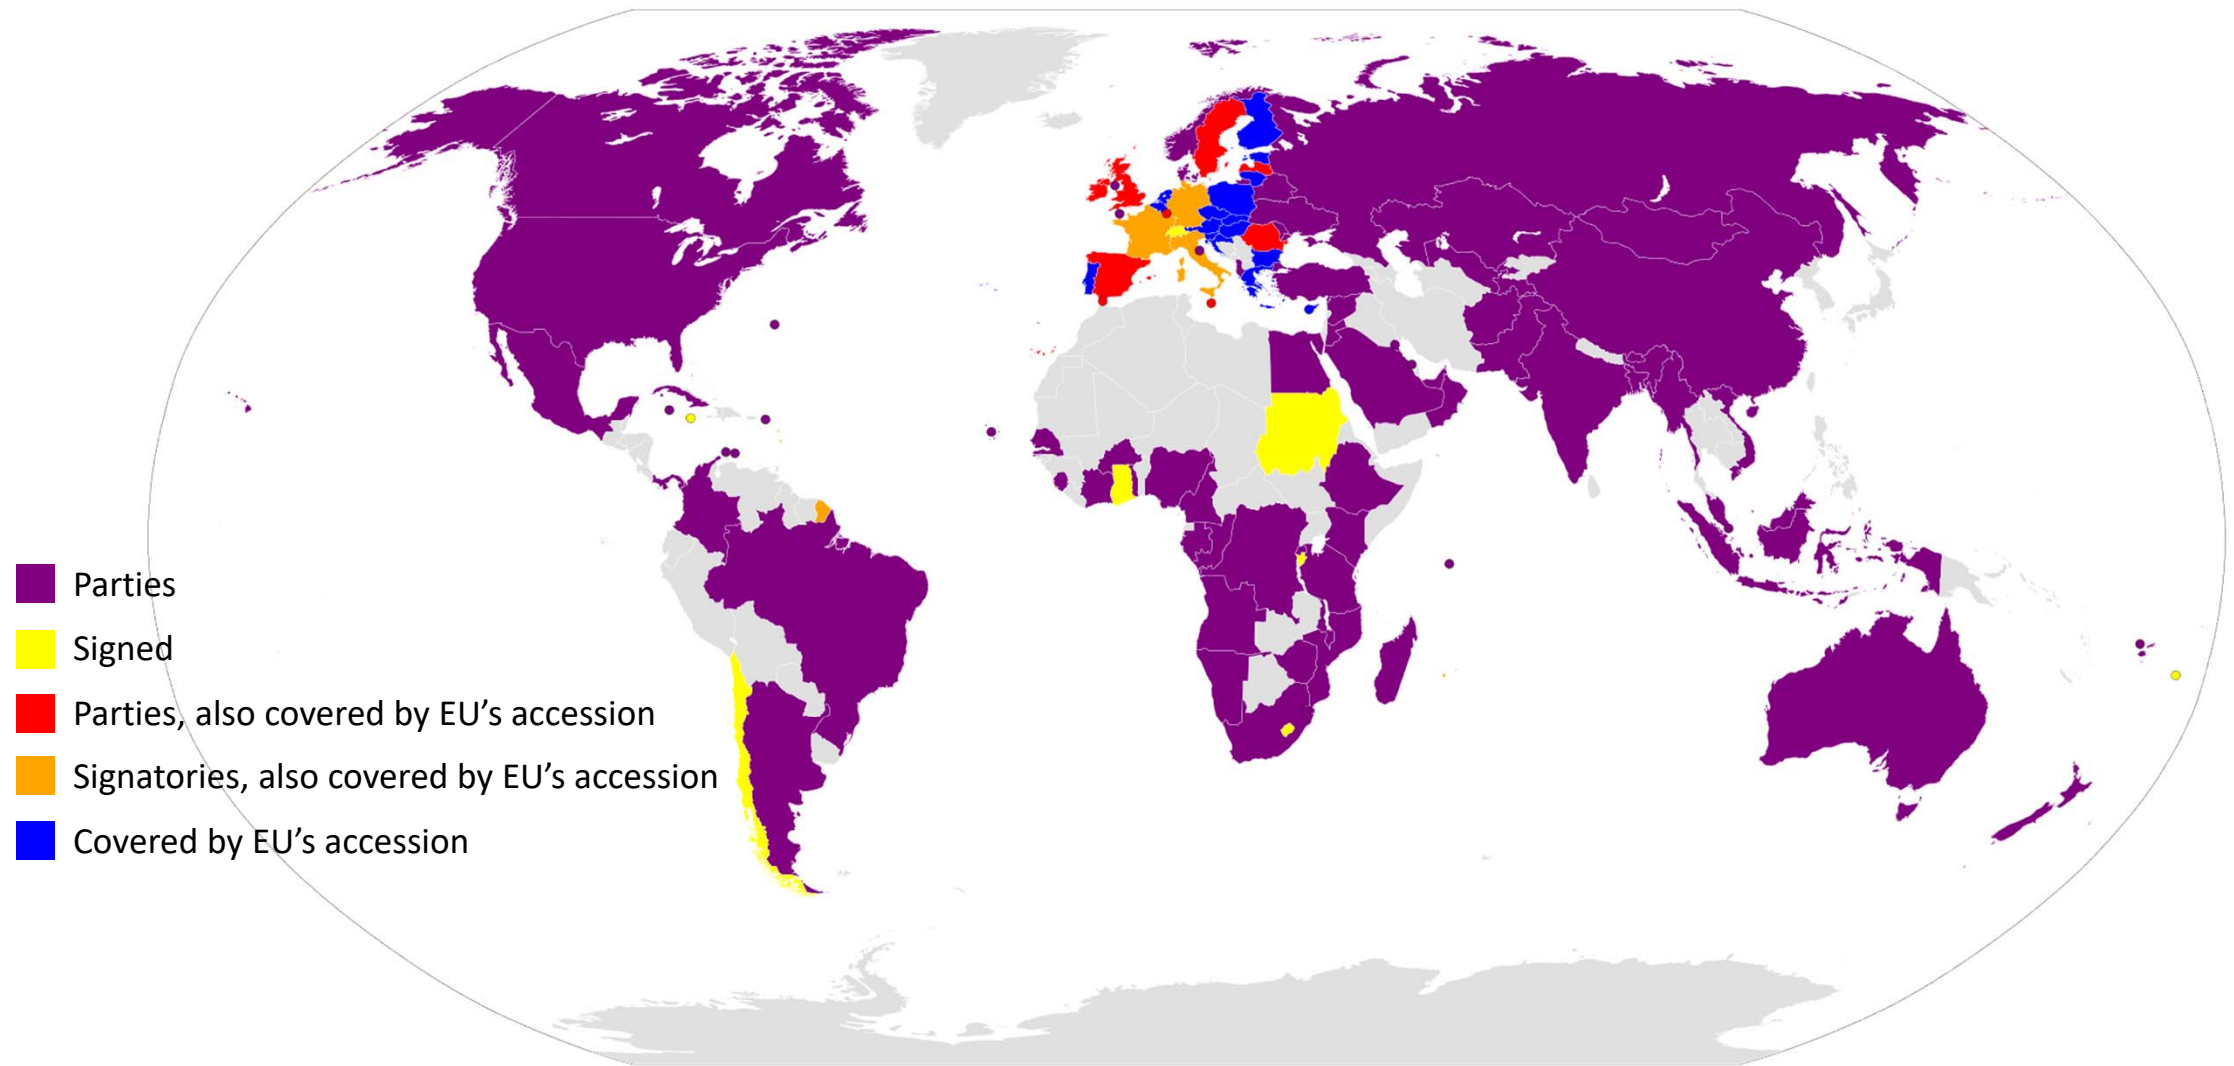 Parties
Signed
Parties, also covered by EU’s accession
Signatories, also covered by EU’s accession
Covered by EU’s accession